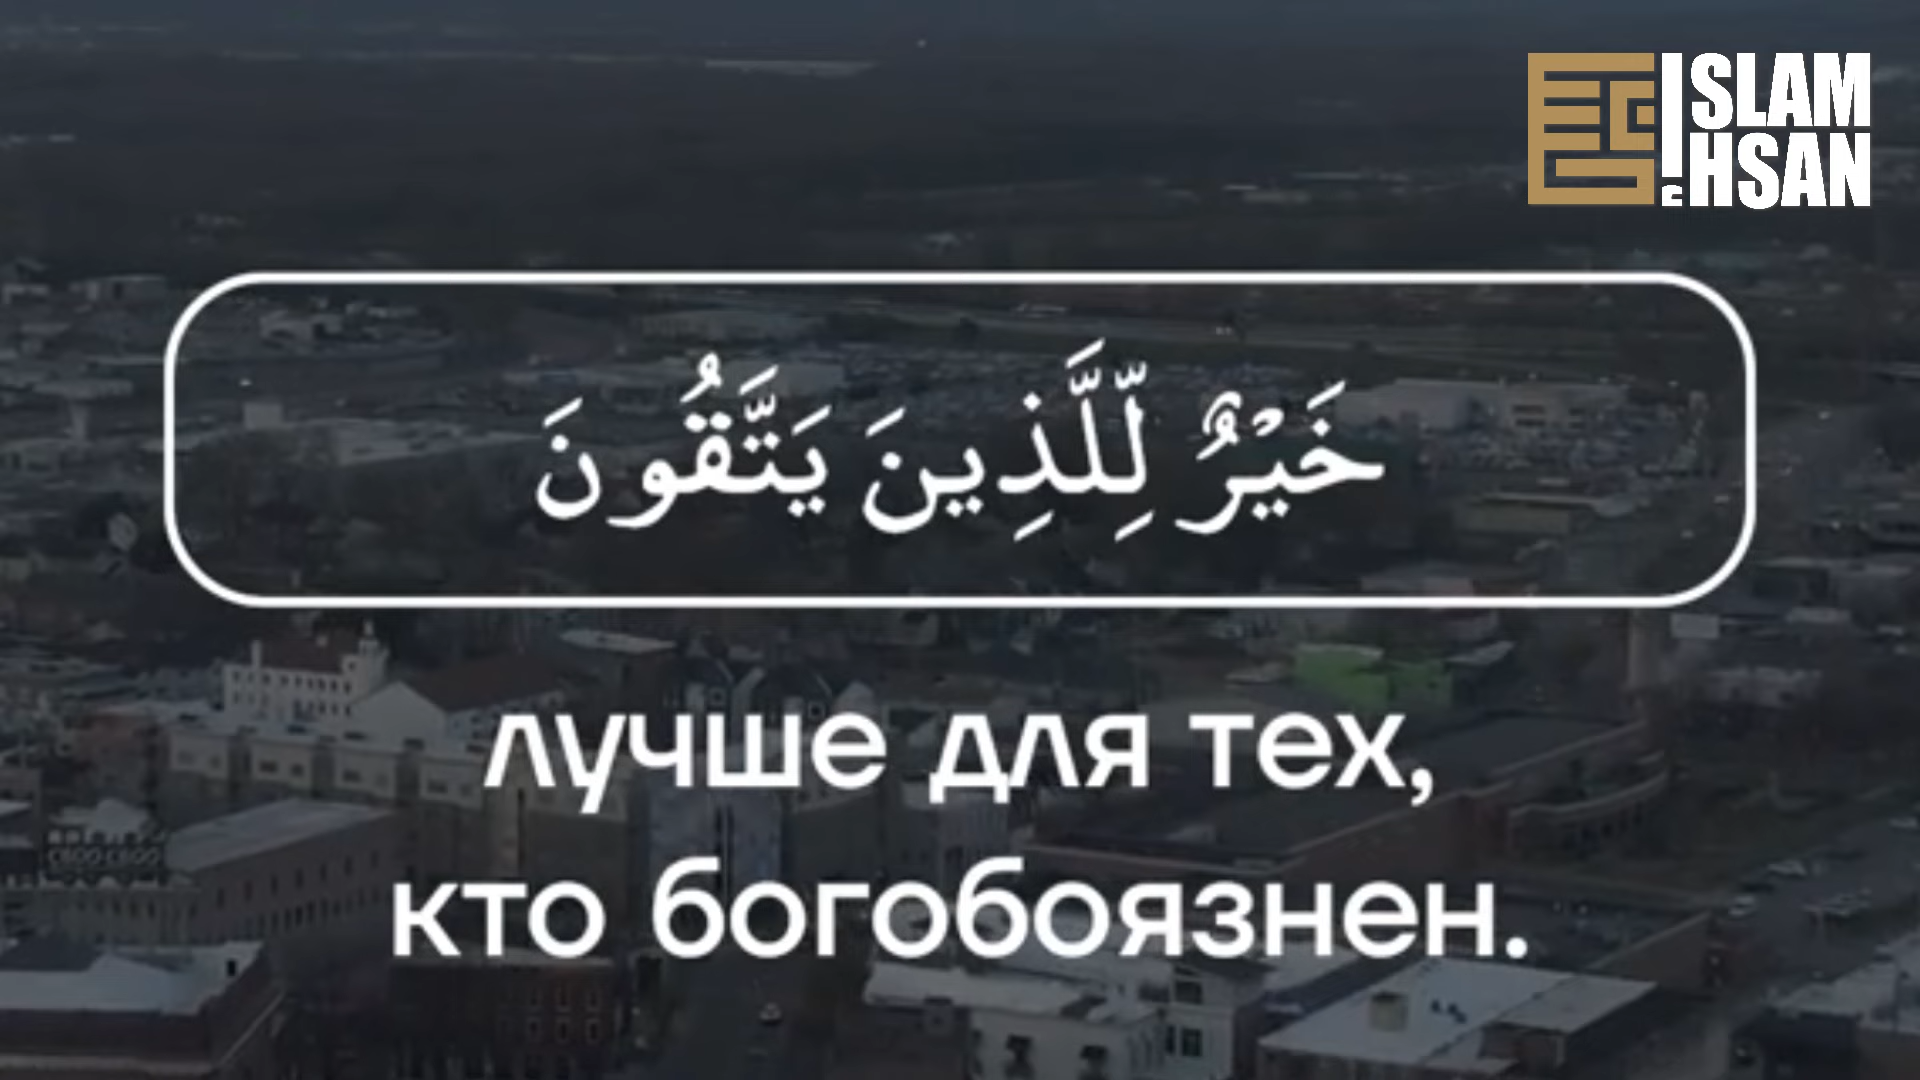 ISLAM
с IHSAN
خَيْرٌ لِّلَّذِينَ يَتَّقُونَ
лучше для тех,
кто богобоязнен.